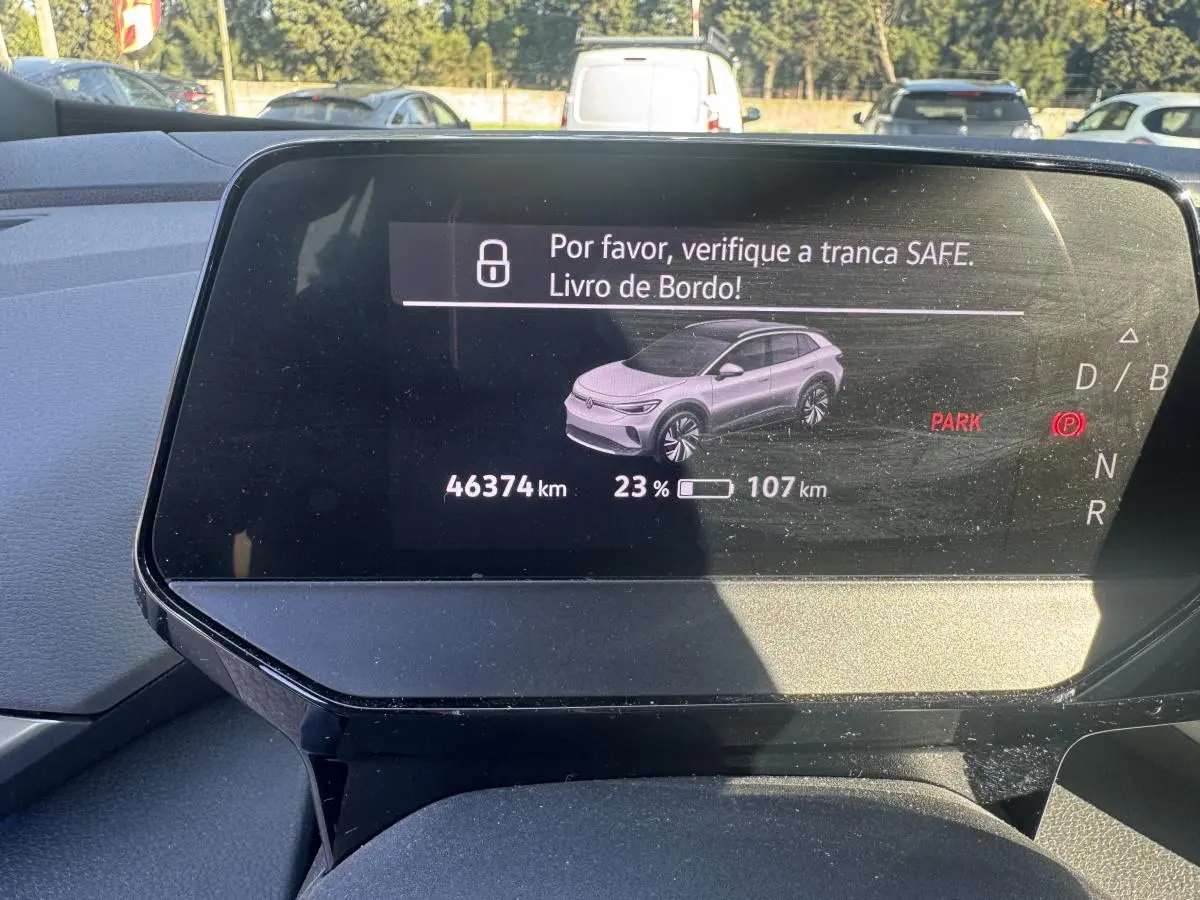 Por favor, verifique a tranca SAFE.
Livro de Bordo!
D / B
PARK
P
N
R
46374 km 23 % 107 km